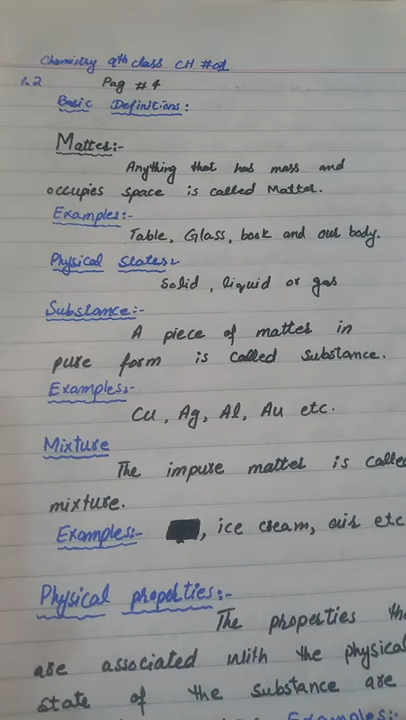 Chemistry 9th class CH #01
1.2 Pag # 4
Basic Definitions:
Matter:-
Anything that has mass and
occupies space is called Matter.
Examples:-
Table, Glass, book and our body.
Physical states:-
Solid, liquid or gas
Substance:-
A piece of matter in
pure form is called substance.
Examples:-
Cu, Ag, Al, Au etc.
Mixture
The impure matter is called
mixture.
Examples:- , ice cream, air etc
Physical properties:-
The properties th
are associated with the physical
state of the substance are
Examples:-